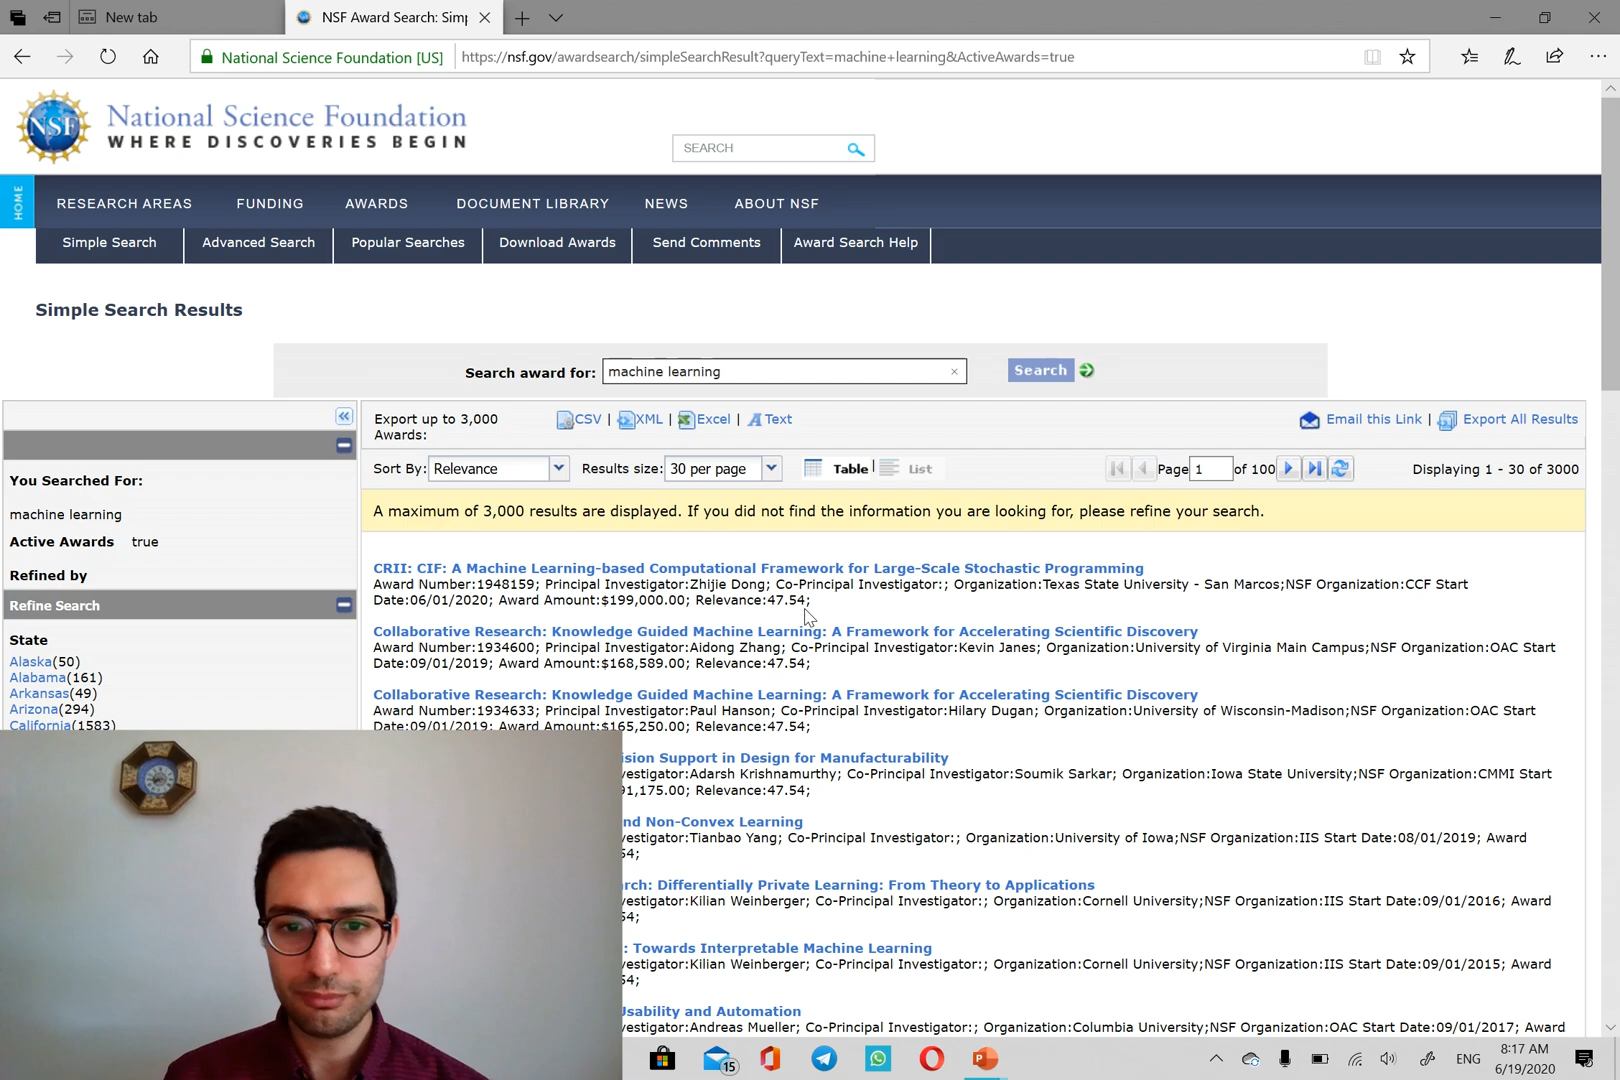 New tab
NSF Award Search: Simp
National Science Foundation [US]
https://nsf.gov/awardsearch/simpleSearchResult?queryText=machine+learning&ActiveAwards=true
NSF
National Science Foundation
WHERE DISCOVERIES BEGIN
SEARCH
HOME
RESEARCH AREAS FUNDING AWARDS DOCUMENT LIBRARY NEWS ABOUT NSF
Simple Search Advanced Search Popular Searches Download Awards Send Comments Award Search Help
Simple Search Results
Search award for: machine learning × Search
Export up to 3,000
Awards:
CSV | XML | Excel | Text
Email this Link | Export All Results
Sort By: Relevance Results size: 30 per page Table | List Page 1 of 100 Displaying 1 - 30 of 3000
You Searched For:
machine learning
Active Awards true
Refined by
Refine Search
State
Alaska(50)
Alabama(161)
Arkansas(49)
Arizona(294)
California(1583)
A maximum of 3,000 results are displayed. If you did not find the information you are looking for, please refine your search.
CRII: CIF: A Machine Learning-based Computational Framework for Large-Scale Stochastic Programming
Award Number:1948159; Principal Investigator:Zhijie Dong; Co-Principal Investigator:; Organization:Texas State University - San Marcos;NSF Organization:CCF Start
Date:06/01/2020; Award Amount:$199,000.00; Relevance:47.54;
Collaborative Research: Knowledge Guided Machine Learning: A Framework for Accelerating Scientific Discovery
Award Number:1934600; Principal Investigator:Aidong Zhang; Co-Principal Investigator:Kevin Janes; Organization:University of Virginia Main Campus;NSF Organization:OAC Start
Date:09/01/2019; Award Amount:$168,589.00; Relevance:47.54;
Collaborative Research: Knowledge Guided Machine Learning: A Framework for Accelerating Scientific Discovery
Award Number:1934633; Principal Investigator:Paul Hanson; Co-Principal Investigator:Hilary Dugan; Organization:University of Wisconsin-Madison;NSF Organization:OAC Start
Date:09/01/2019; Award Amount:$165,250.00; Relevance:47.54;
ision Support in Design for Manufacturability
vestigator:Adarsh Krishnamurthy; Co-Principal Investigator:Soumik Sarkar; Organization:Iowa State University;NSF Organization:CMMI Start
91,175.00; Relevance:47.54;
nd Non-Convex Learning
vestigator:Tianbao Yang; Co-Principal Investigator:; Organization:University of Iowa;NSF Organization:IIS Start Date:08/01/2019; Award
54;
rch: Differentially Private Learning: From Theory to Applications
vestigator:Kilian Weinberger; Co-Principal Investigator:; Organization:Cornell University;NSF Organization:IIS Start Date:09/01/2016; Award
54;
: Towards Interpretable Machine Learning
vestigator:Kilian Weinberger; Co-Principal Investigator:; Organization:Cornell University;NSF Organization:IIS Start Date:09/01/2015; Award
54;
Usability and Automation
vestigator:Andreas Mueller; Co-Principal Investigator:; Organization:Columbia University;NSF Organization:OAC Start Date:09/01/2017; Award
15
ENG
8:17 AM
6/19/2020